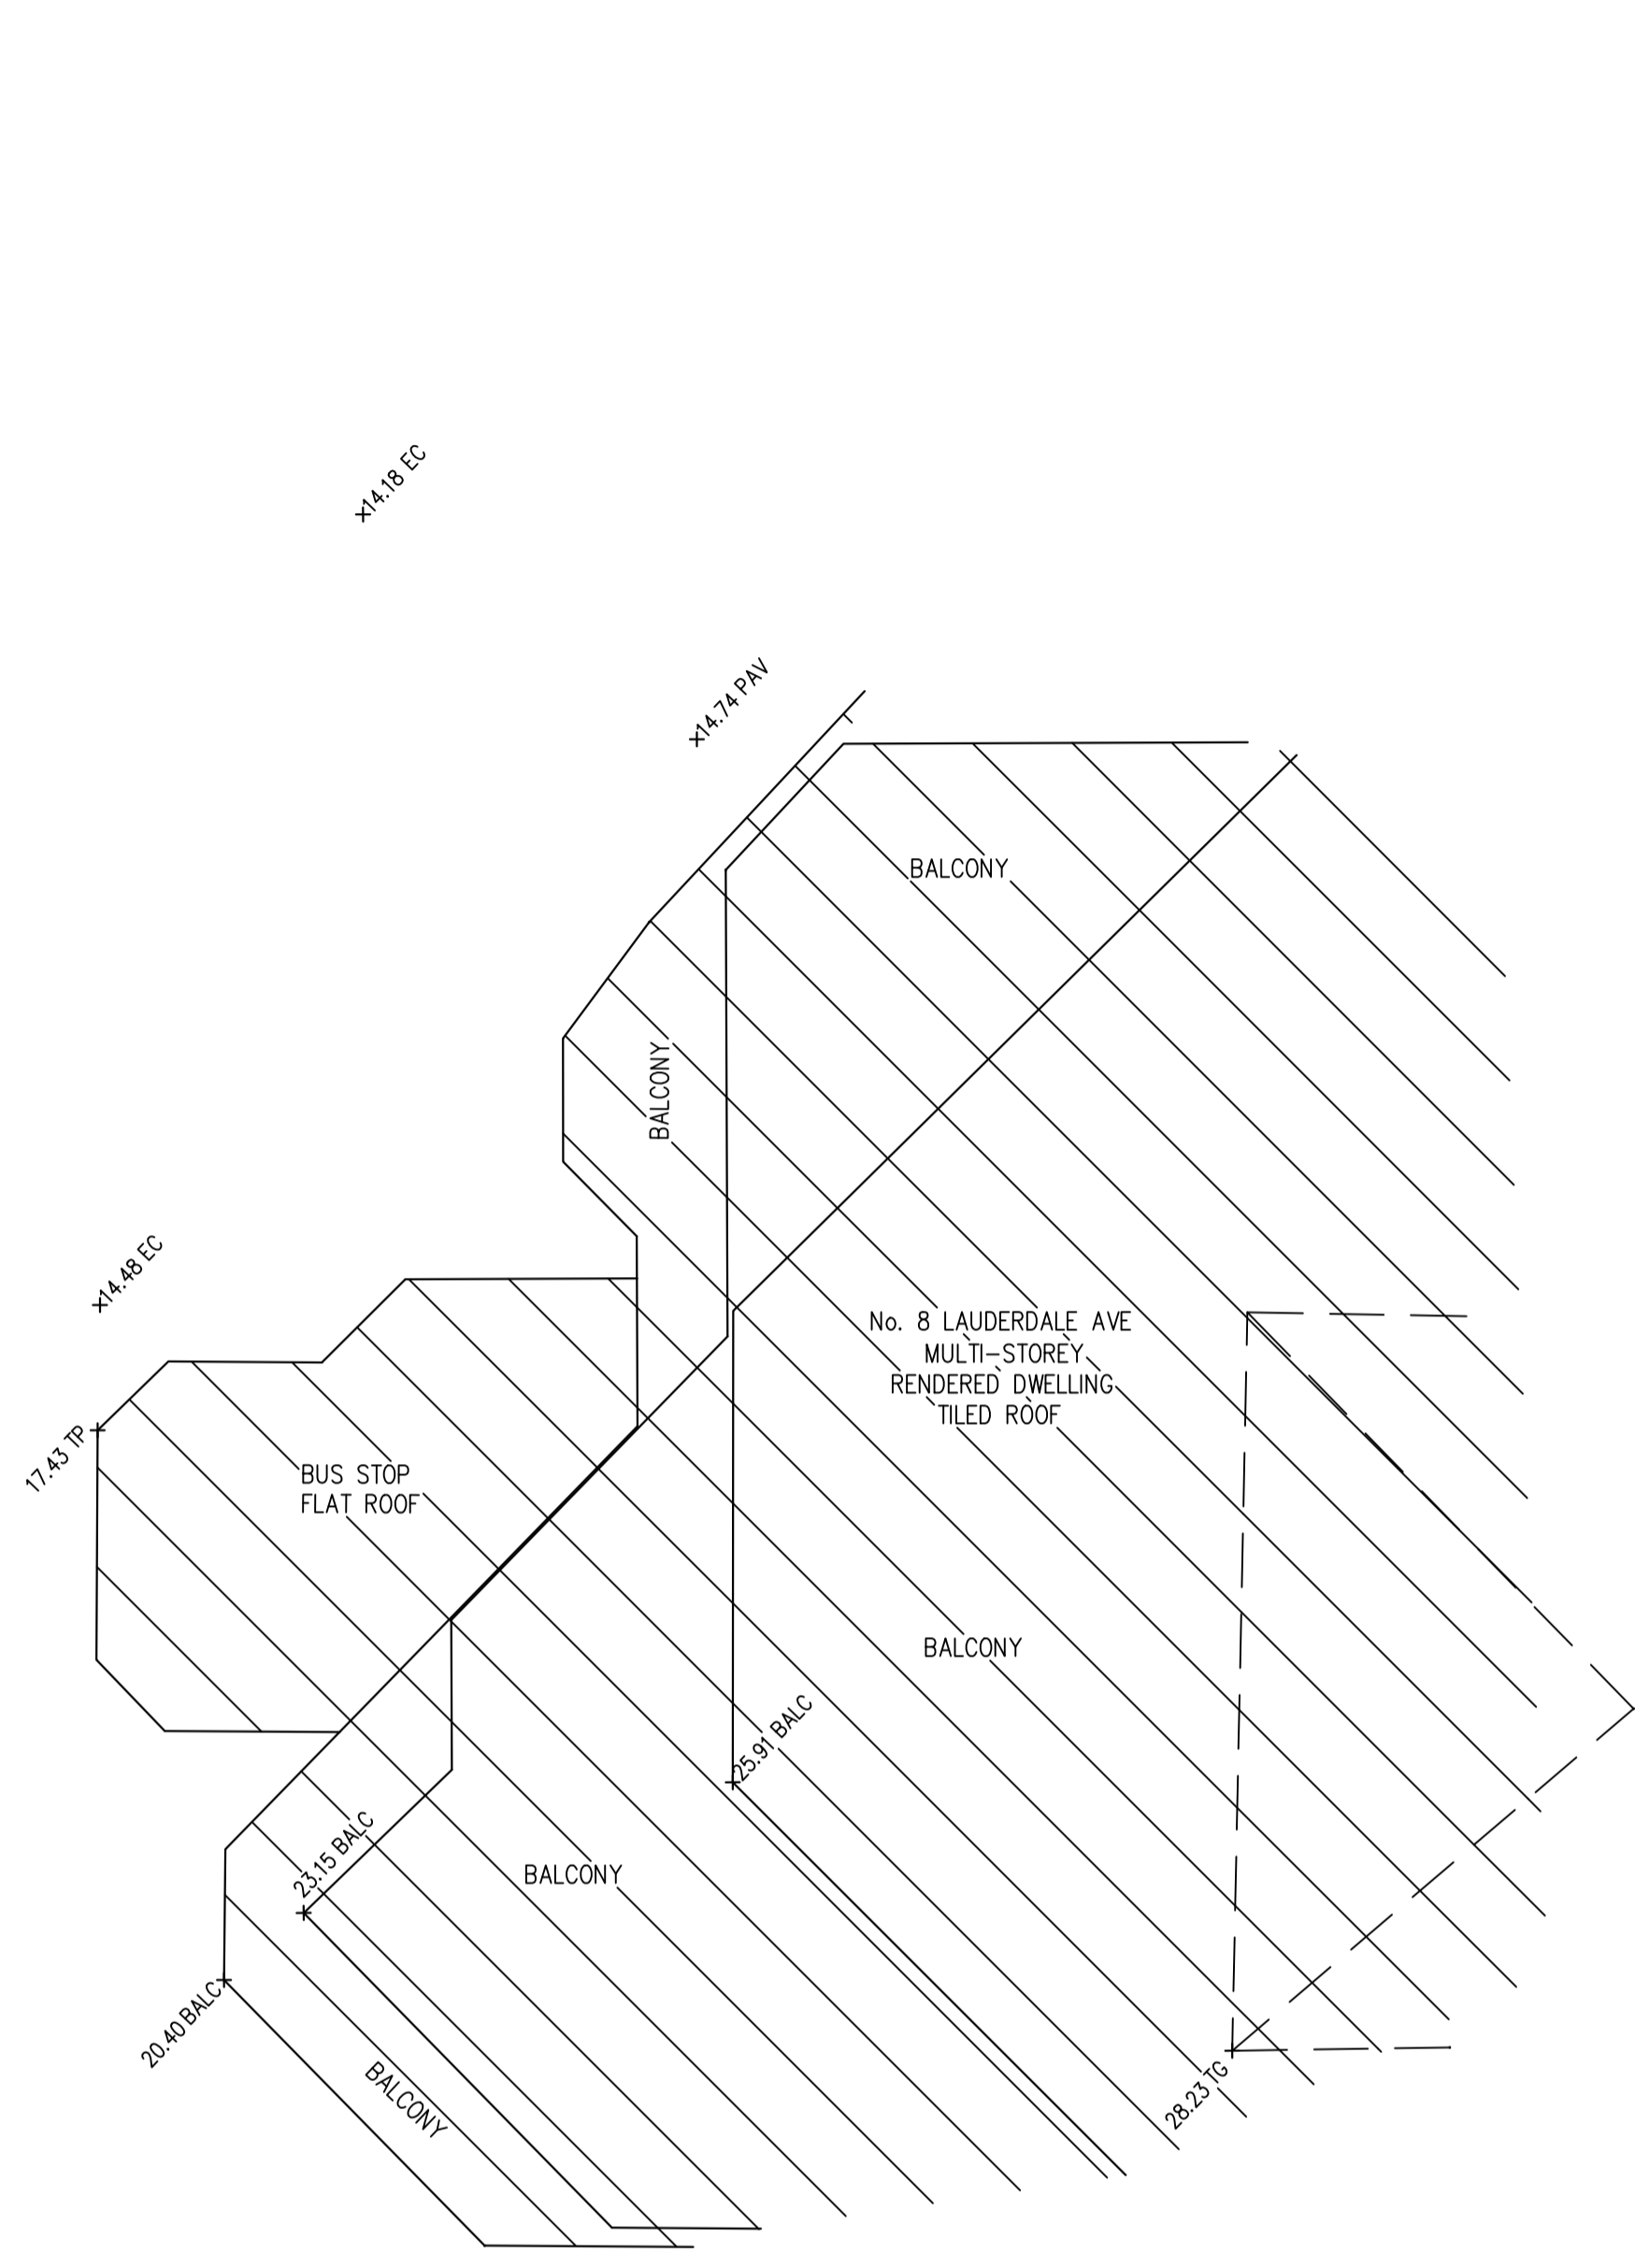 14.18 EC
14.74 PAV
BALCONY
BALCONY
14.48 EC
No. 8 LAUDERDALE AVE
MULTI-STOREY
RENDERED DWELLING
TILED ROOF
17.43 TP
BUS STOP
FLAT ROOF
BALCONY
25.91 BALC
23.15 BALC
BALCONY
20.40 BALC
BALCONY
28.23 TG